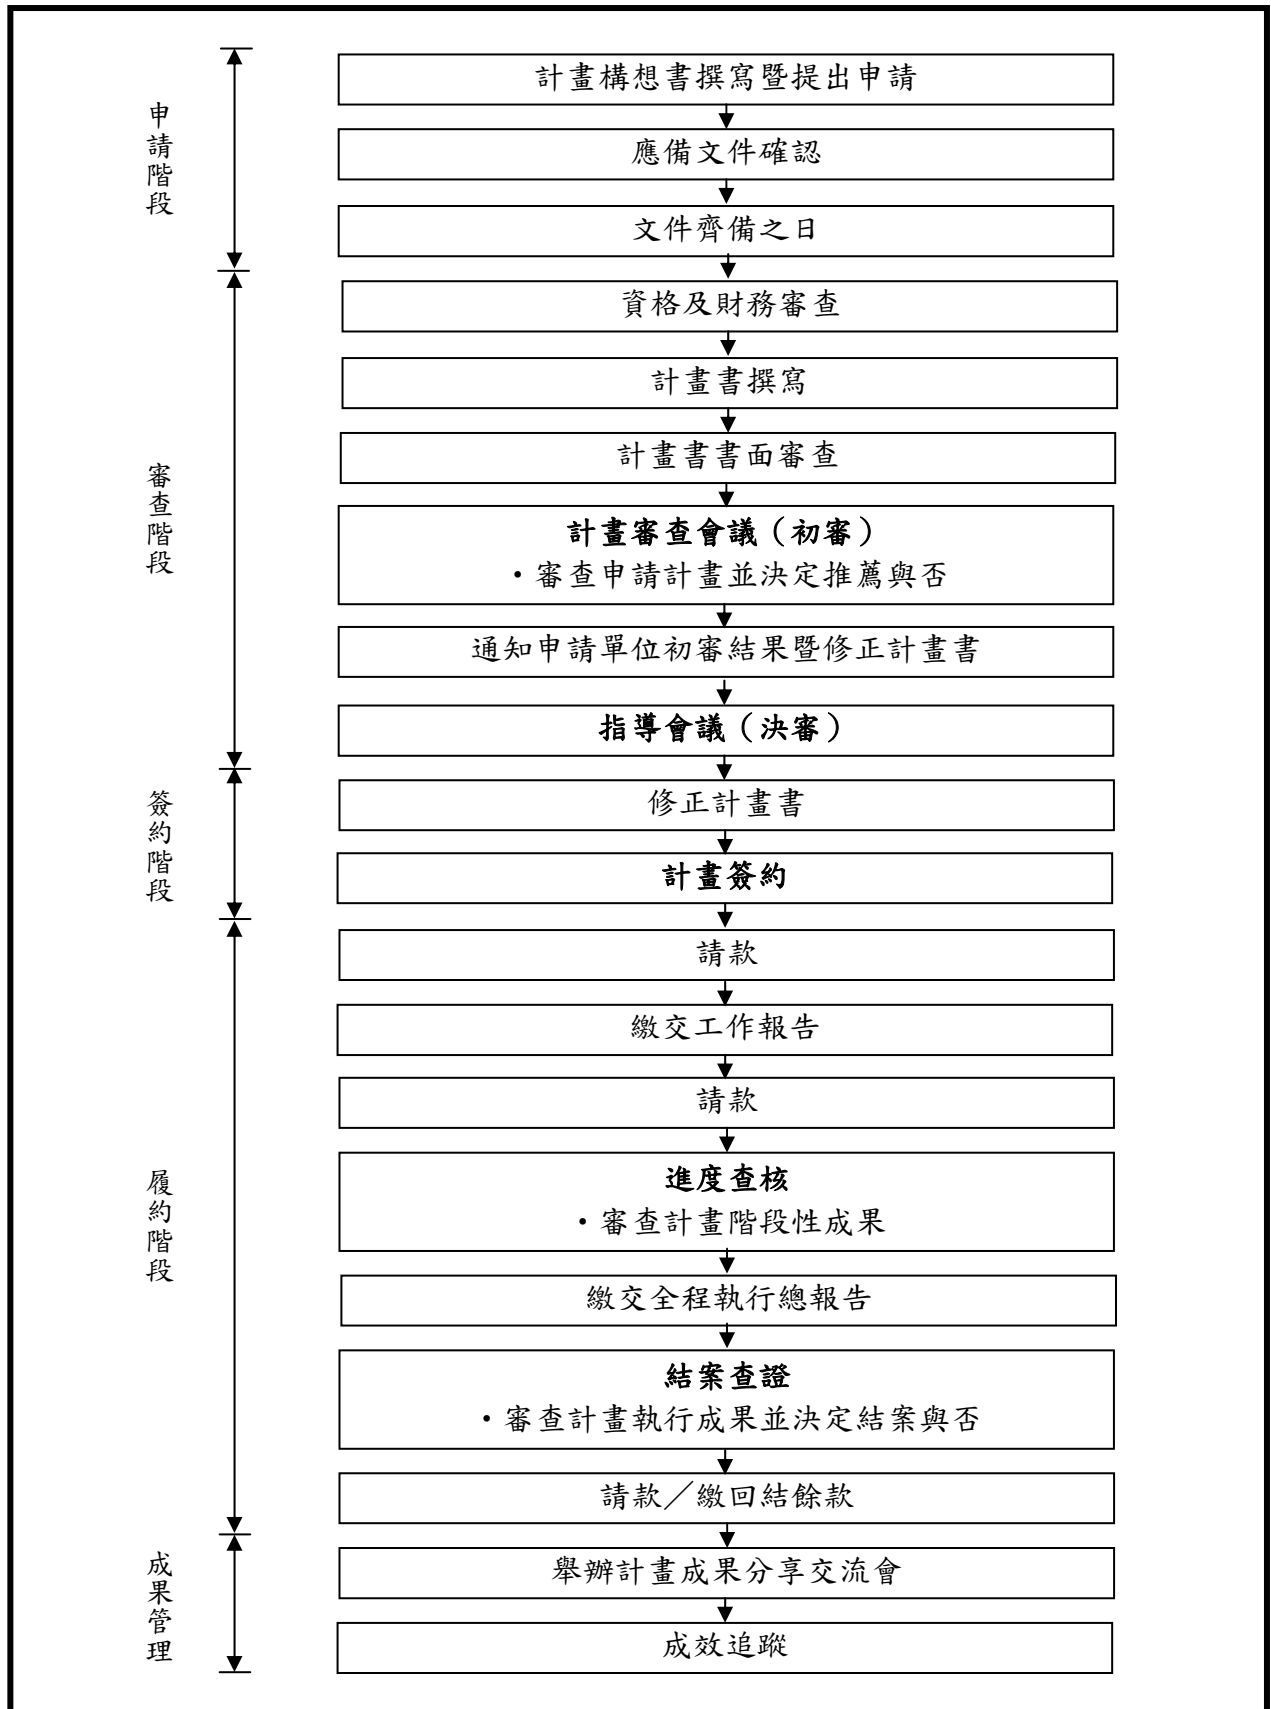 申請階段
計畫構想書撰寫暨提出申請
應備文件確認
文件齊備之日
審查階段
資格及財務審查
計畫書撰寫
計畫書書面審查
計畫審查會議（初審）
・審查申請計畫並決定推薦與否
通知申請單位初審結果暨修正計畫書
指導會議（決審）
簽約階段
修正計畫書
計畫簽約
履約階段
請款
繳交工作報告
請款
進度查核
・審查計畫階段性成果
繳交全程執行總報告
結案查證
・審查計畫執行成果並決定結案與否
請款／繳回結餘款
成果管理
舉辦計畫成果分享交流會
成效追蹤